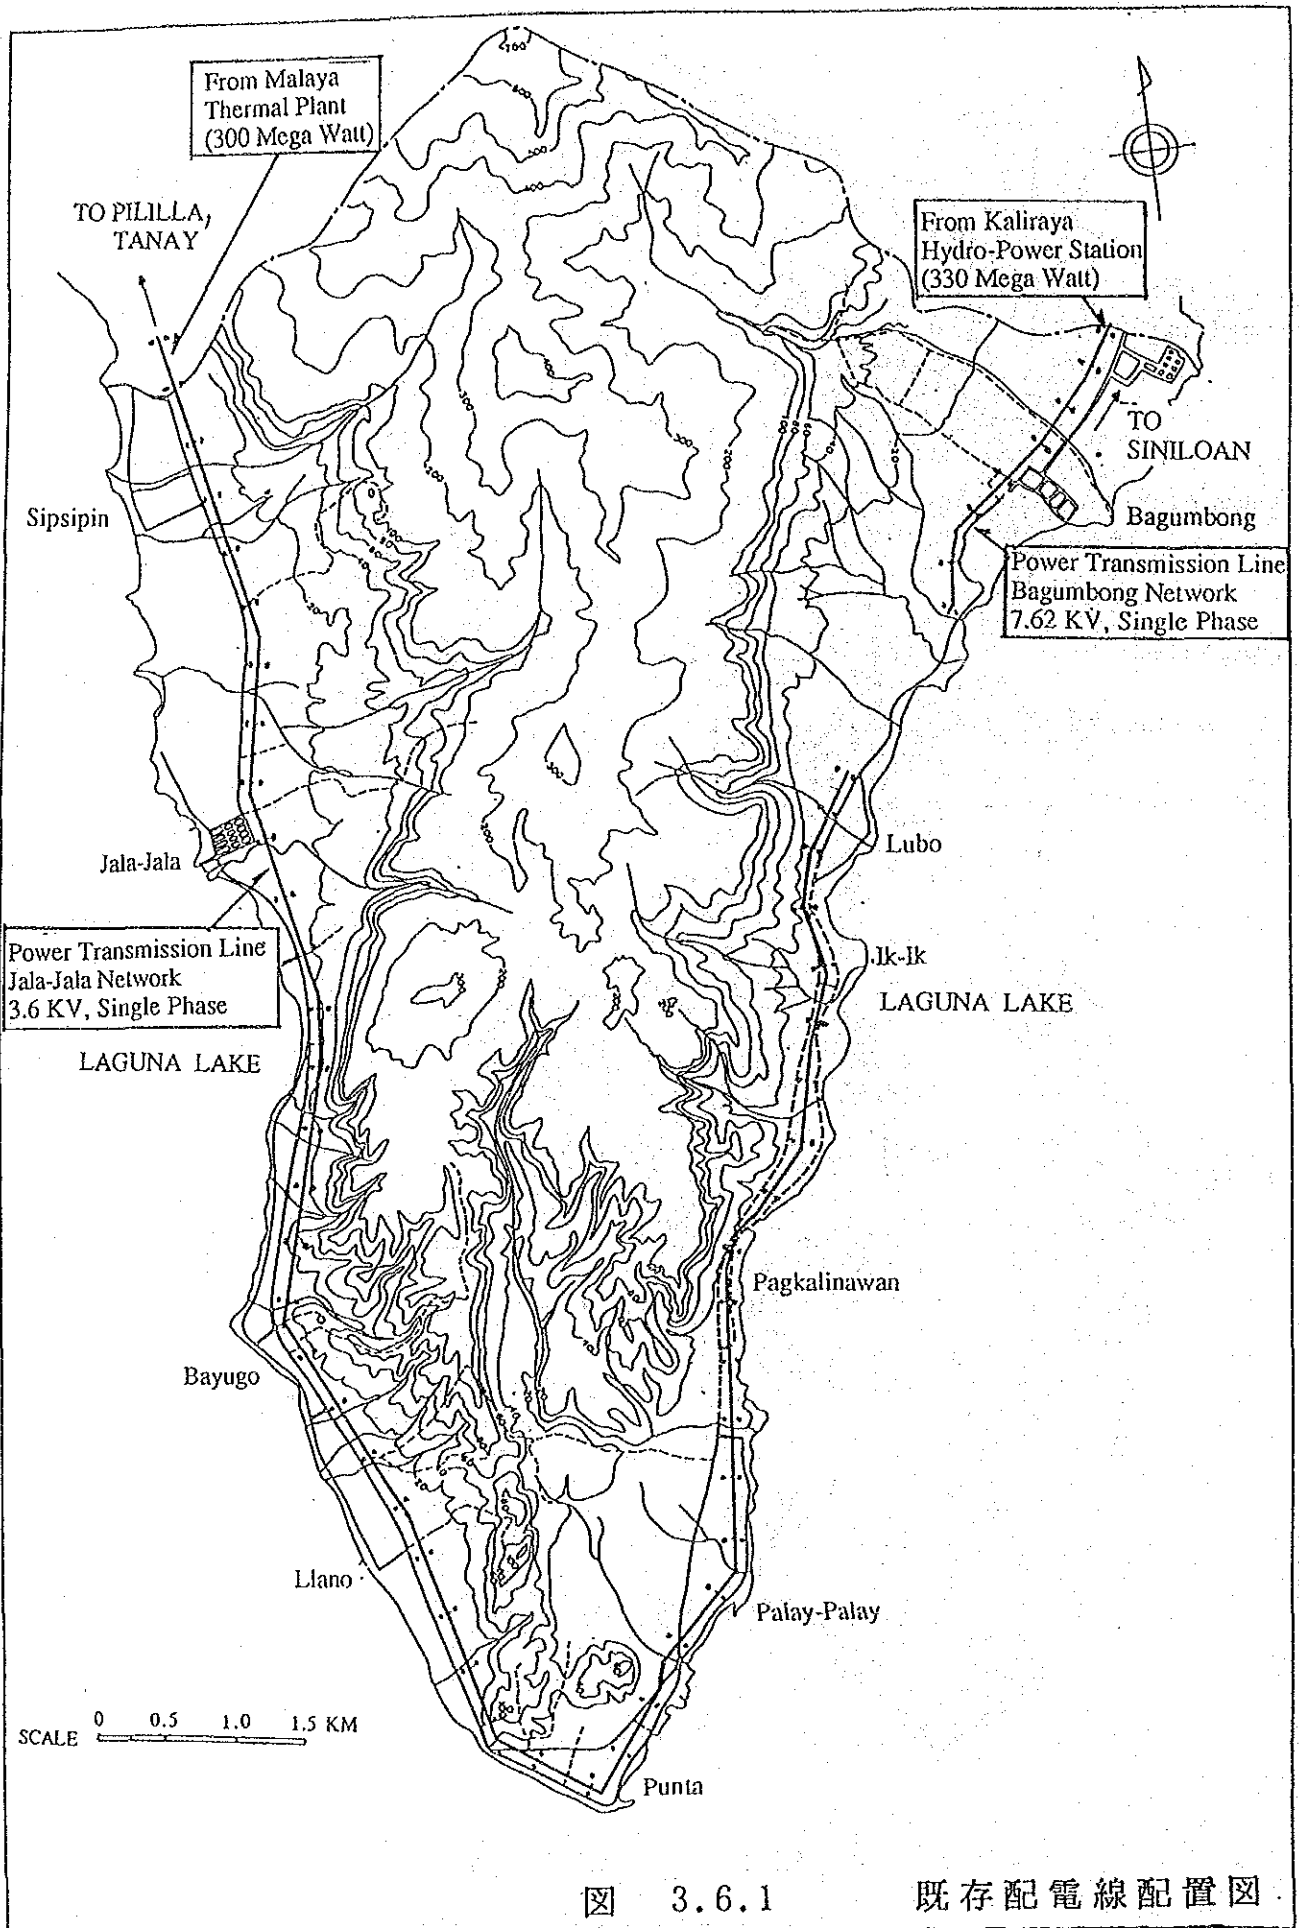 From Malaya
Thermal Plant
(300 Mega Watt)
TO PILILLA,
TANAY
From Kaliraya
Hydro-Power Station
(330 Mega Watt)
TO
SINILOAN
Sipsipin
Bagumbong
Power Transmission Line
Bagumbong Network
7.62 KV, Single Phase
Jala-Jala
Lubo
Power Transmission Line
Jala-Jala Network
3.6 KV, Single Phase
Ik-Ik
LAGUNA LAKE
LAGUNA LAKE
Pagkalinawan
Bayugo
Llano
Palay-Palay
SCALE 0 0.5 1.0 1.5 KM
Punta
図 3.6.1 既存配電線配置図